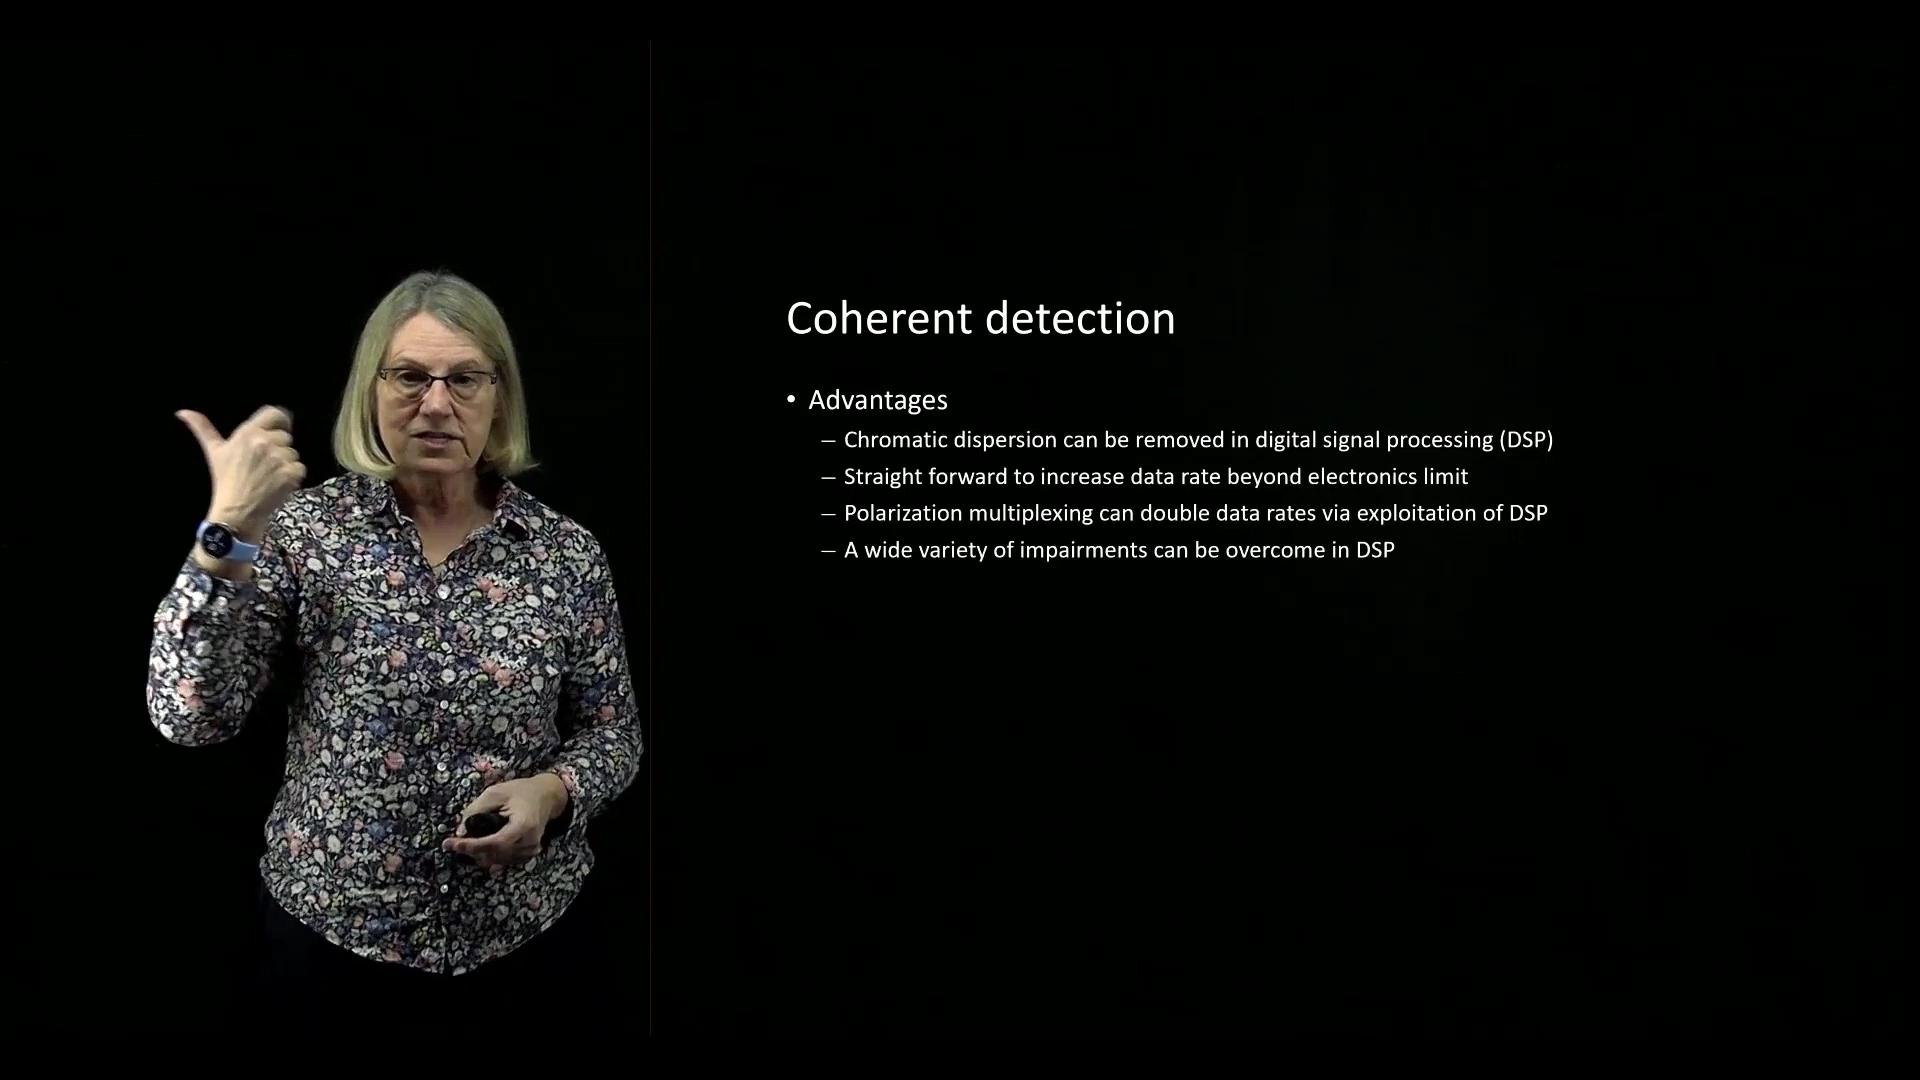 Coherent detection
• Advantages
– Chromatic dispersion can be removed in digital signal processing (DSP)
– Straight forward to increase data rate beyond electronics limit
– Polarization multiplexing can double data rates via exploitation of DSP
– A wide variety of impairments can be overcome in DSP